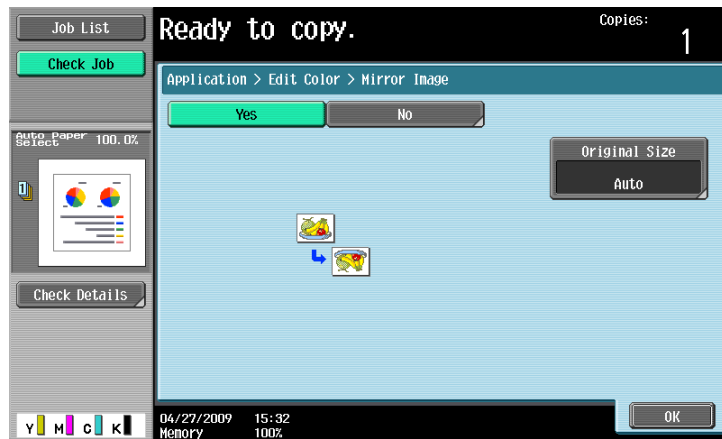 Job List
Check Job
Ready to copy.
Copies:
1
Application > Edit Color > Mirror Image
Yes
No
Original Size
Auto
Auto Paper
Select
100.0%
1
Check Details
Y M C K
04/27/2009 15:32
Memory 100%
OK